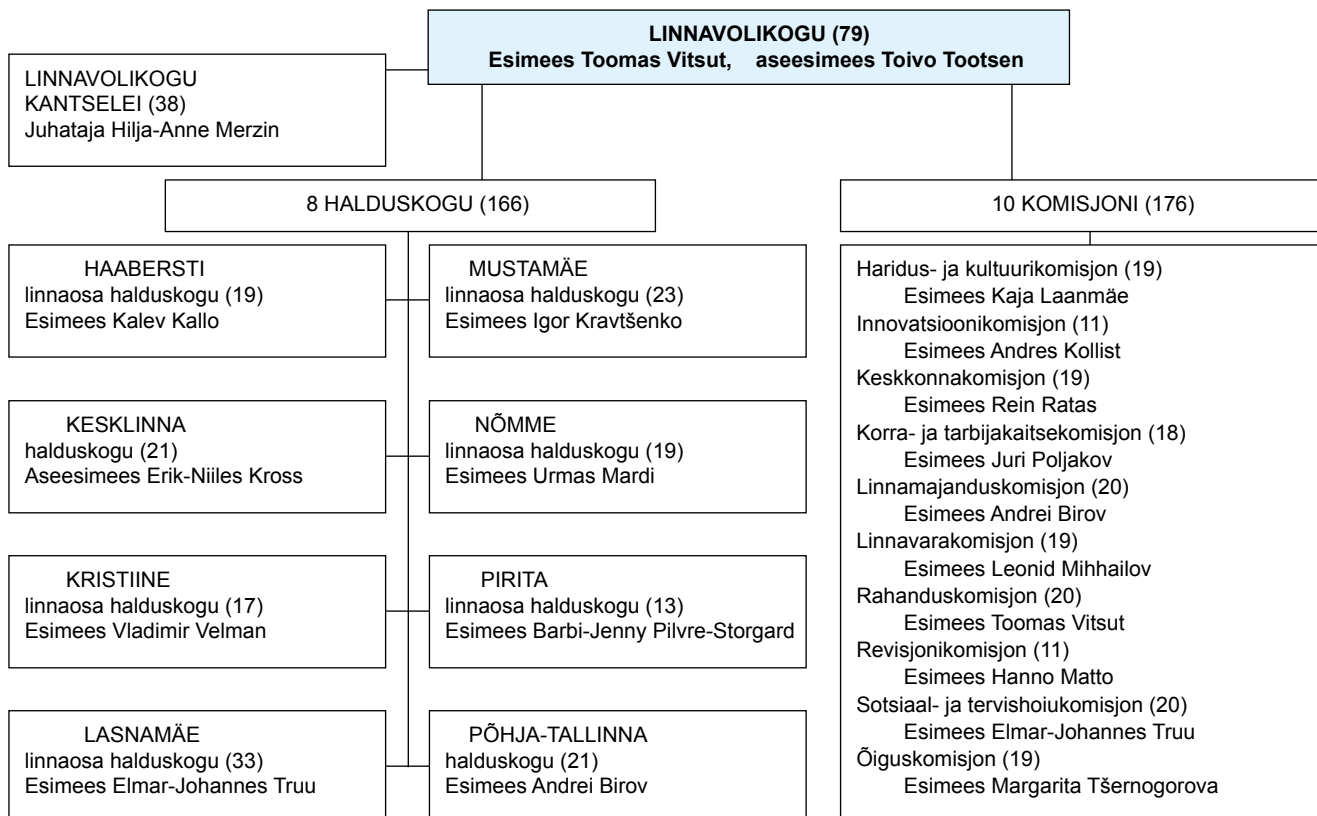 LINNAVOLIKOGU (79)
Esimees Toomas Vitsut, aseesimees Toivo Tootsen
LINNAVOLIKOGU
KANTSELEI (38)
Juhataja Hilja-Anne Merzin
8 HALDUSKOGU (166)
HAABERSTI
linnaosa halduskogu (19)
Esimees Kalev Kallo
MUSTAMÄE
linnaosa halduskogu (23)
Esimees Igor Kravtšenko
KESKLINNA
halduskogu (21)
Aseesimees Erik-Niiles Kross
NÕMME
linnaosa halduskogu (19)
Esimees Urmas Mardi
KRISTIINE
linnaosa halduskogu (17)
Esimees Vladimir Velman
PIRITA
linnaosa halduskogu (13)
Esimees Barbi-Jenny Pilvre-Storgard
LASNAMÄE
linnaosa halduskogu (33)
Esimees Elmar-Johannes Truu
PÕHJA-TALLINNA
halduskogu (21)
Esimees Andrei Birov
10 KOMISJONI (176)
Haridus- ja kultuurikomisjon (19)
Esimees Kaja Laanmäe
Innovatsioonikomisjon (11)
Esimees Andres Kollist
Keskkonnakomisjon (19)
Esimees Rein Ratas
Korra- ja tarbijakaitsekomisjon (18)
Esimees Juri Poljakov
Linnamajanduskomisjon (20)
Esimees Andrei Birov
Linnavarakomisjon (19)
Esimees Leonid Mihhailov
Rahanduskomisjon (20)
Esimees Toomas Vitsut
Revisjonikomisjon (11)
Esimees Hanno Matto
Sotsiaal- ja tervishoiukomisjon (20)
Esimees Elmar-Johannes Truu
Õiguskomisjon (19)
Esimees Margarita Tšernogorova